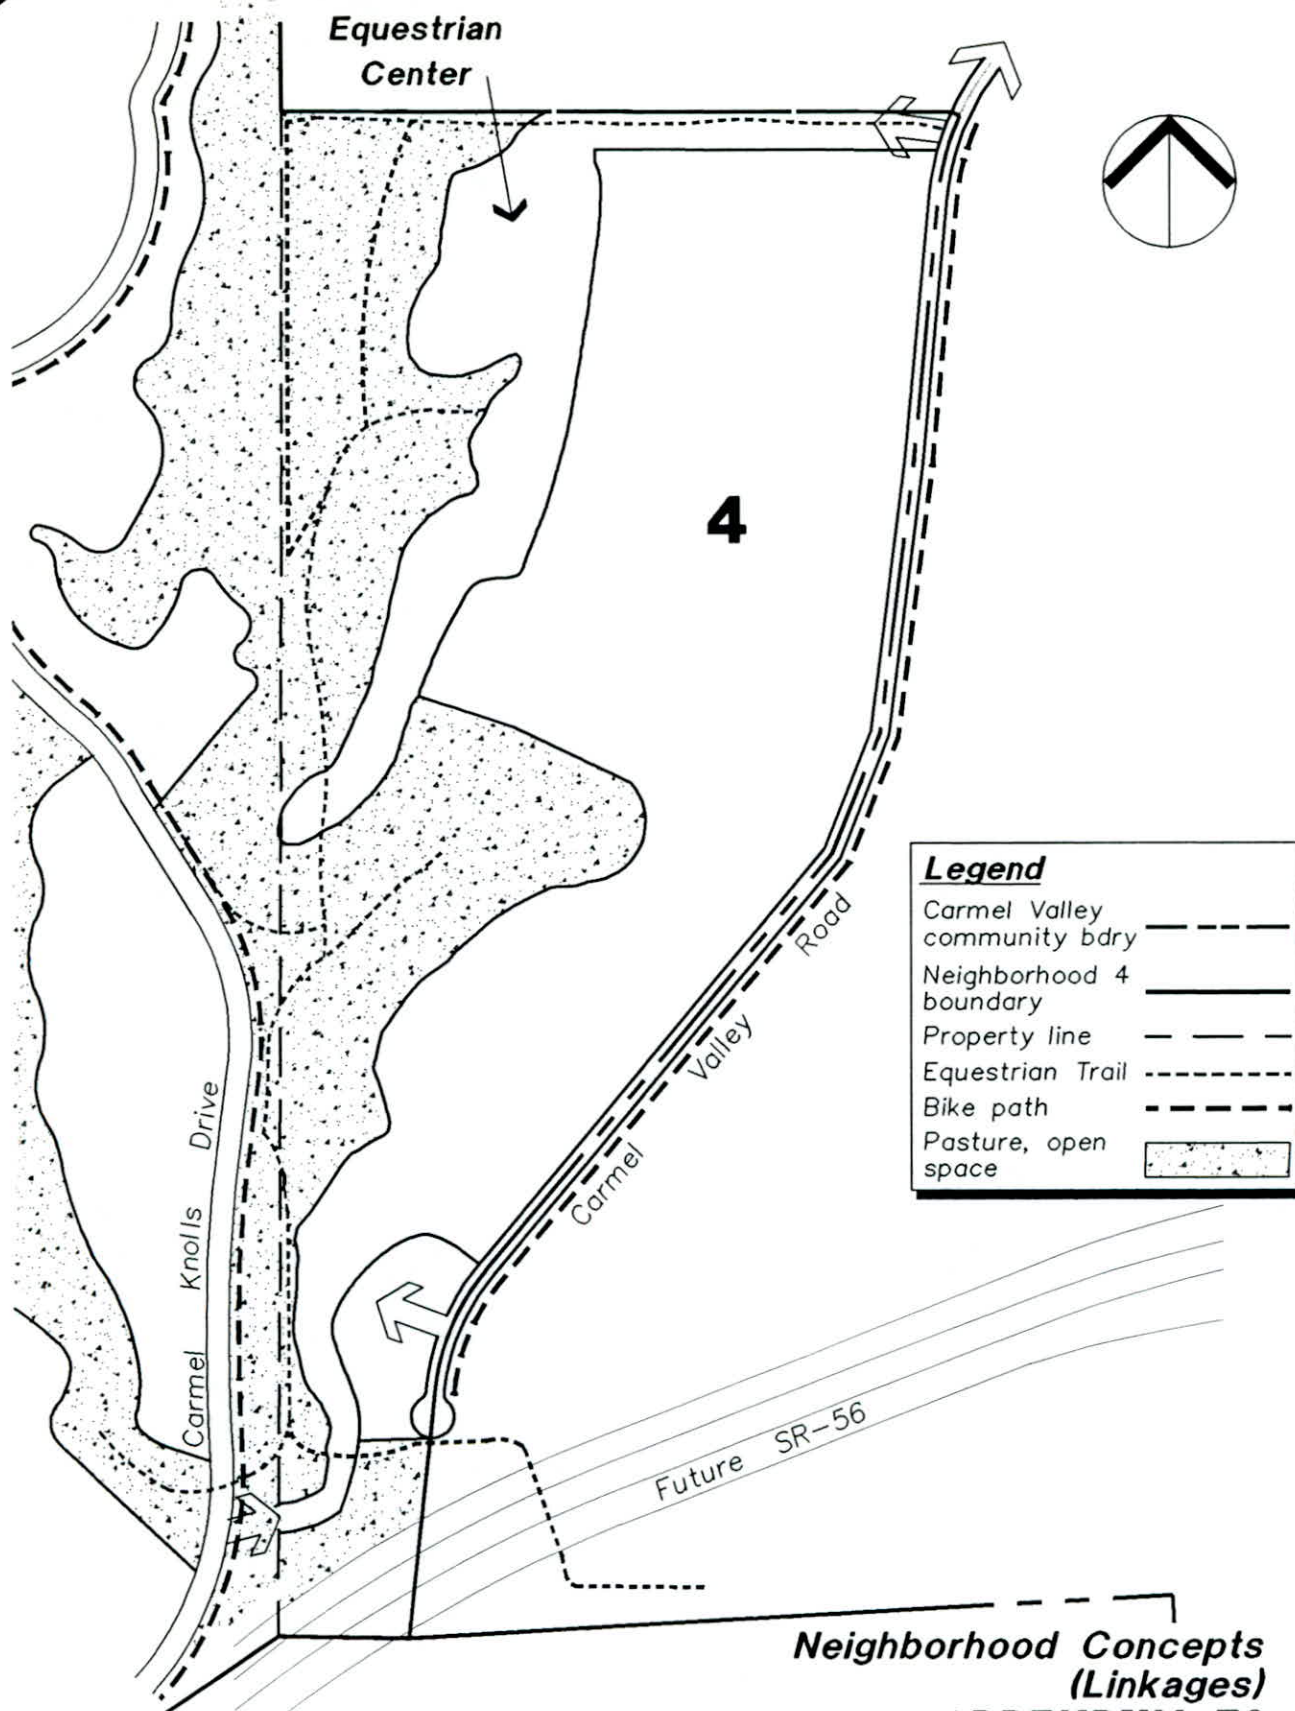 Equestrian
Center
4
Legend
Carmel Valley
community bdry
Neighborhood 4
boundary
Property line
Equestrian Trail
Bike path
Pasture, open
space
Carmel Valley Road
Carmel Knolls Drive
Future SR-56
Neighborhood Concepts
(Linkages)